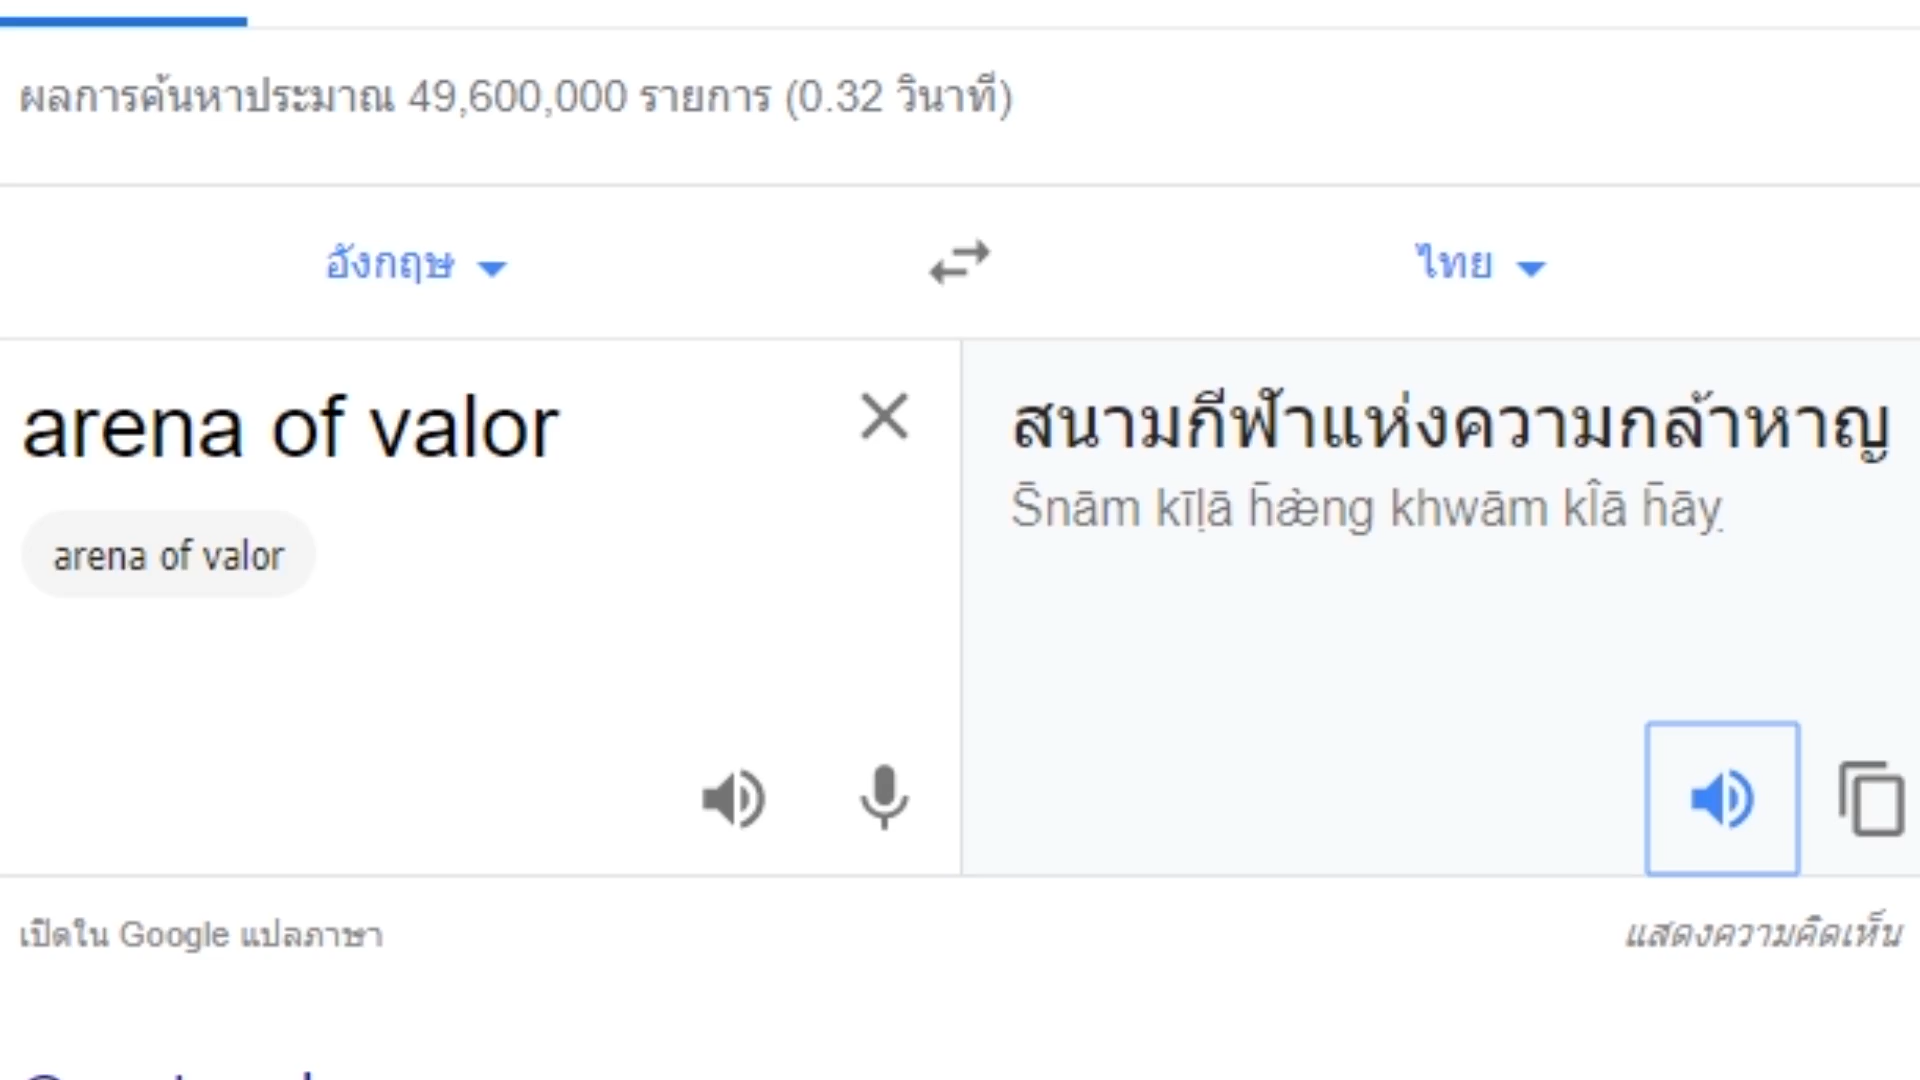 ผลการค้นหาประมาณ 49,600,000 รายการ (0.32 วินาที)
อังกฤษ
ไทย
arena of valor
สนามกีฬาแห่งความกล้าหาญ
S̄nām kīḷā h̄æ̀ng khwām kl̂ā h̄āỵ
arena of valor
เปิดใน Google แปลภาษา
แสดงความคิดเห็น